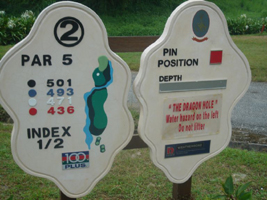 2
PAR 5
501
493
471
436
INDEX
1/2
100
PLUS
PIN
POSITION
DEPTH
"THE DRAGON HOLE"
Water hazard on the left
Do not litter